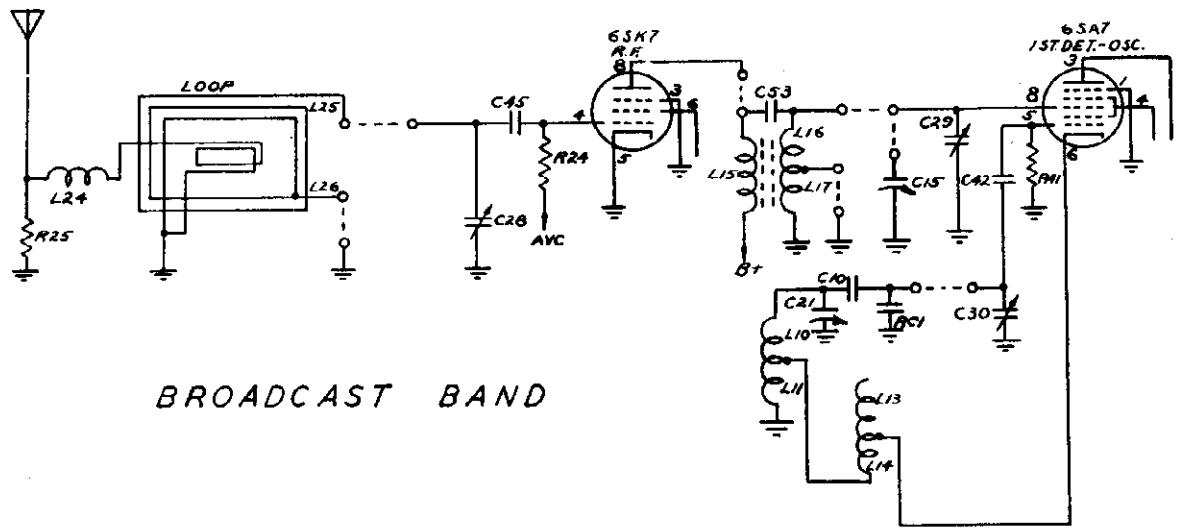 6SK7
R.F.
8
3
6
4
5
6SA7
1ST. DET.-OSC.
3
1
4
8
5
6
LOOP
L25
L26
L24
R25
C45
R24
C28
AVC
C53
L16
L15
L17
B+
C15
C29
C42
R41
C10
C21
L10
L11
AC1
C30
L13
L14
BROADCAST BAND